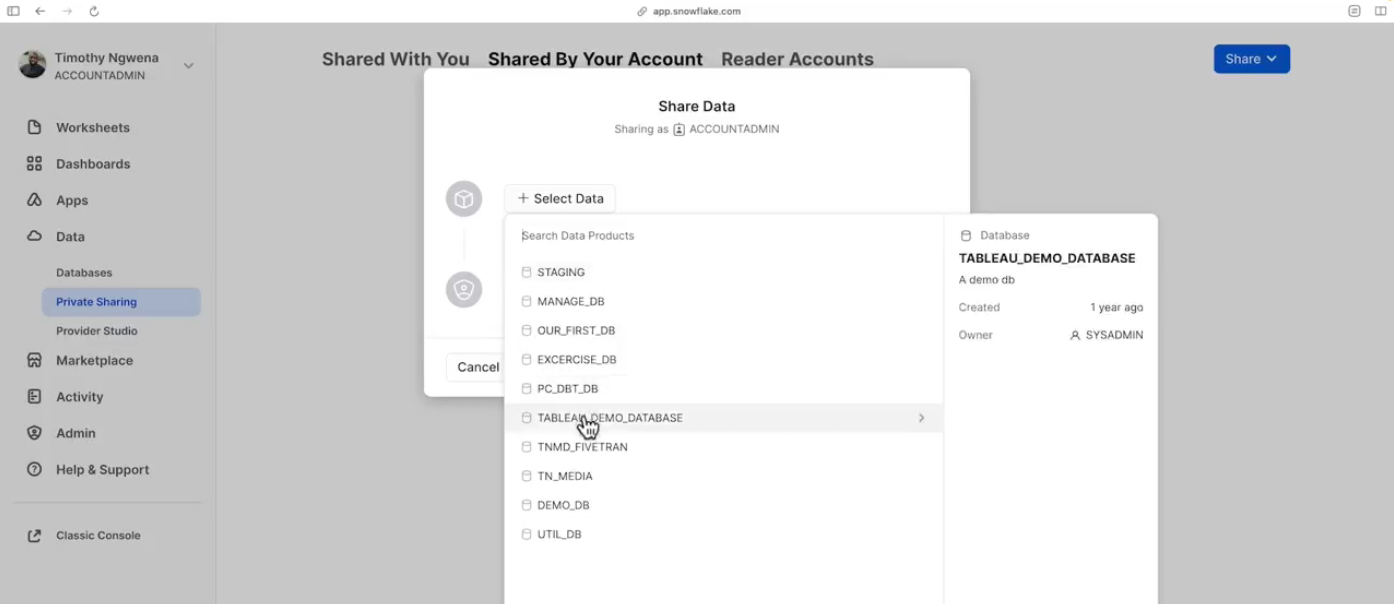 app.snowflake.com
Timothy Ngwena
ACCOUNTADMIN
Worksheets
Dashboards
Apps
Data
Databases
Private Sharing
Provider Studio
Marketplace
Activity
Admin
Help & Support
Classic Console
Shared With You Shared By Your Account Reader Accounts
Share
Share Data
Sharing as ACCOUNTADMIN
+ Select Data
Cancel
Search Data Products
STAGING
MANAGE_DB
OUR_FIRST_DB
EXCERCISE_DB
PC_DBT_DB
TABLEAU_DEMO_DATABASE
TNMD_FIVETRAN
TN_MEDIA
DEMO_DB
UTIL_DB
Database
TABLEAU_DEMO_DATABASE
A demo db
Created 1 year ago
Owner SYSADMIN